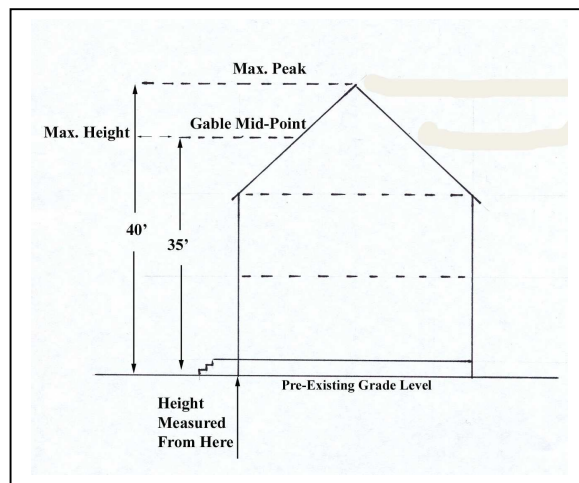 Max. Peak
Gable Mid-Point
Max. Height
40’
35’
Pre-Existing Grade Level
Height
Measured
From Here